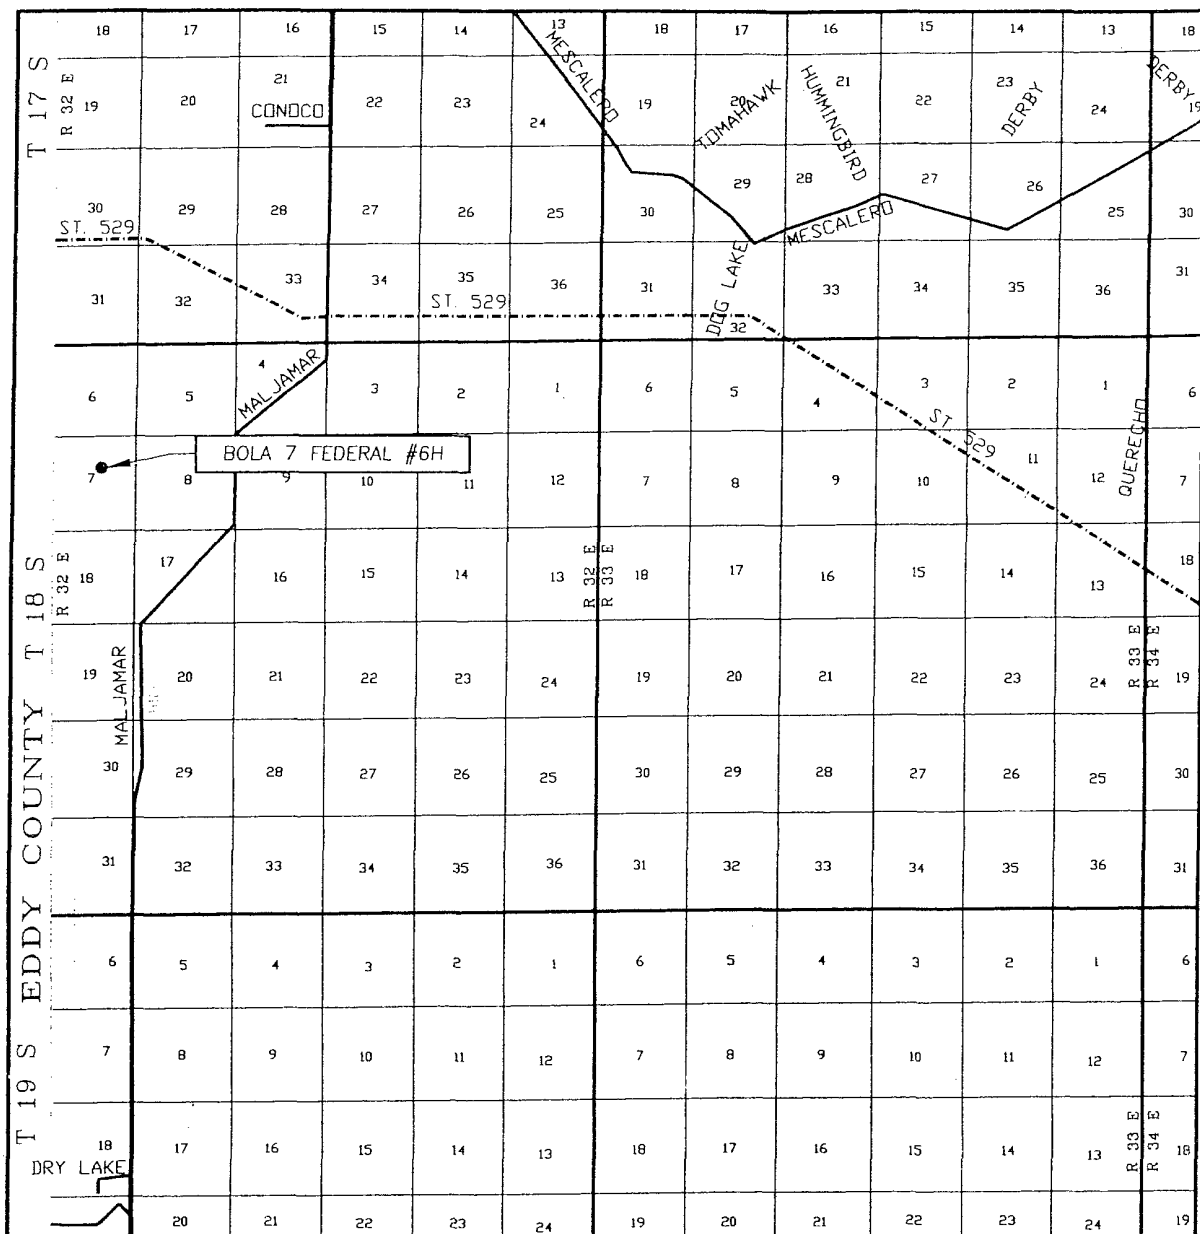 18 17 16 15 14 13 18 17 16 15 14 13 18
MESCALERO
T 17 S
R 32 E
19 20 21 22 23 24 19 20 21 22 23 24 19
CONOCO
TOMAHAWK
HUMMINGBIRD
DERBY
DERBY
30 29 28 27 26 25 30 29 28 27 26 25 30
ST. 529
MESCALERO
DOG LAKE
31 32 33 34 35 36 31 32 33 34 35 36 31
ST. 529
6 5 4 3 2 1 6 5 4 3 2 1 6
MALJAMAR
ST. 529
QUERECHO
BOLA 7 FEDERAL #6H
7 8 9 10 11 12 7 8 9 10 11 12 7
EDDY COUNTY T 18 S
R 32 E
R 32 E
R 33 E
18 17 16 15 14 13 18 17 16 15 14 13 18
R 33 E
R 34 E
19 20 21 22 23 24 19 20 21 22 23 24 19
MALJAMAR
30 29 28 27 26 25 30 29 28 27 26 25 30
31 32 33 34 35 36 31 32 33 34 35 36 31
6 5 4 3 2 1 6 5 4 3 2 1 6
T 19 S
7 8 9 10 11 12 7 8 9 10 11 12 7
R 33 E
R 34 E
18 17 16 15 14 13 18 17 16 15 14 13 18
DRY LAKE
20 21 22 23 24 19 20 21 22 23 24 19